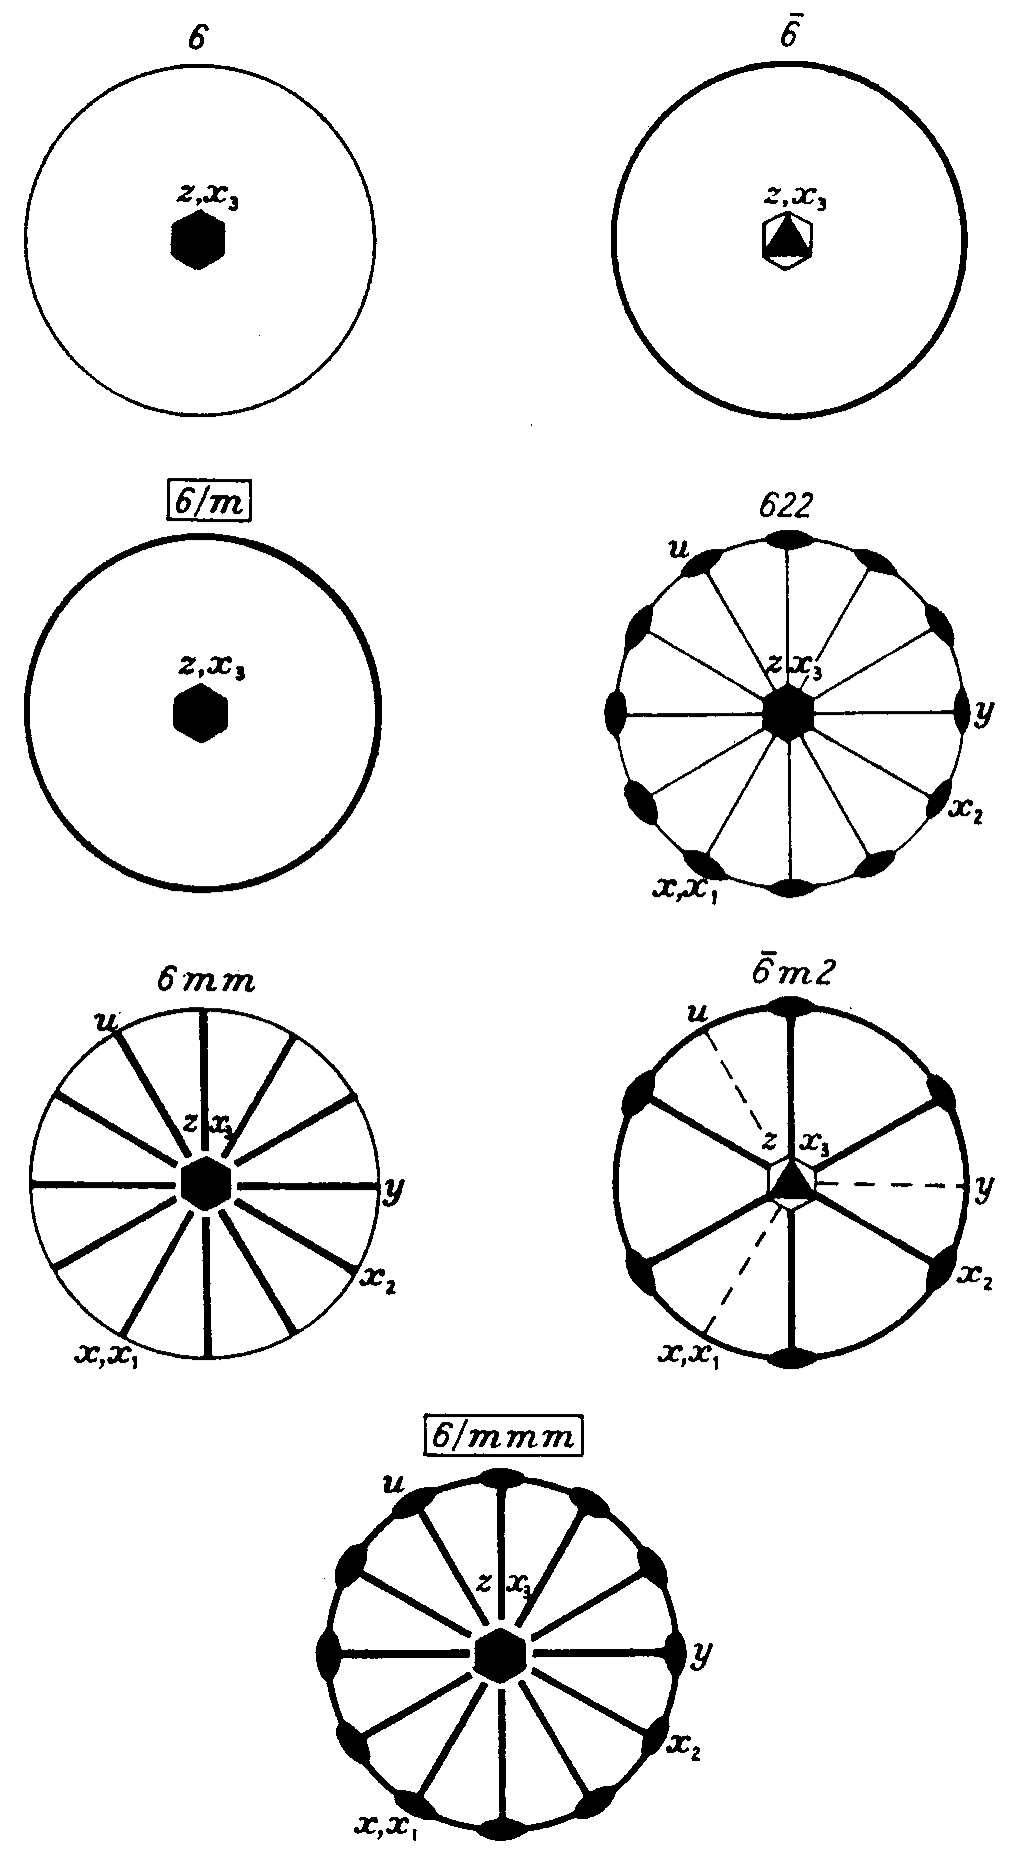 6
6̄
z,x₃
z,x₃
6/m
622
z,x₃
u
z x₃
y
x₂
x,x₁
6mm
6̄m2
u
u
z x₃
z x₃
y
y
x₂
x₂
x,x₁
x,x₁
6/mmm
u
z x₃
y
x₂
x,x₁